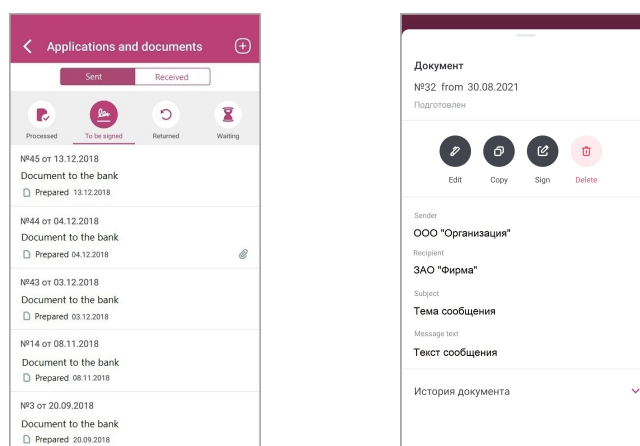 Applications and documents
Sent Received
Processed To be signed Returned Waiting
№45 от 13.12.2018
Document to the bank
Prepared 13.12.2018
№44 от 04.12.2018
Document to the bank
Prepared 04.12.2018
№43 от 03.12.2018
Document to the bank
Prepared 03.12.2018
№14 от 08.11.2018
Document to the bank
Prepared 08.11.2018
№3 от 20.09.2018
Document to the bank
Prepared 20.09.2018
Документ
№32 from 30.08.2021
Подготовлен
Edit Copy Sign Delete
Sender
ООО "Организация"
Recipient
ЗАО "Фирма"
Subject
Тема сообщения
Message text
Текст сообщения
История документа